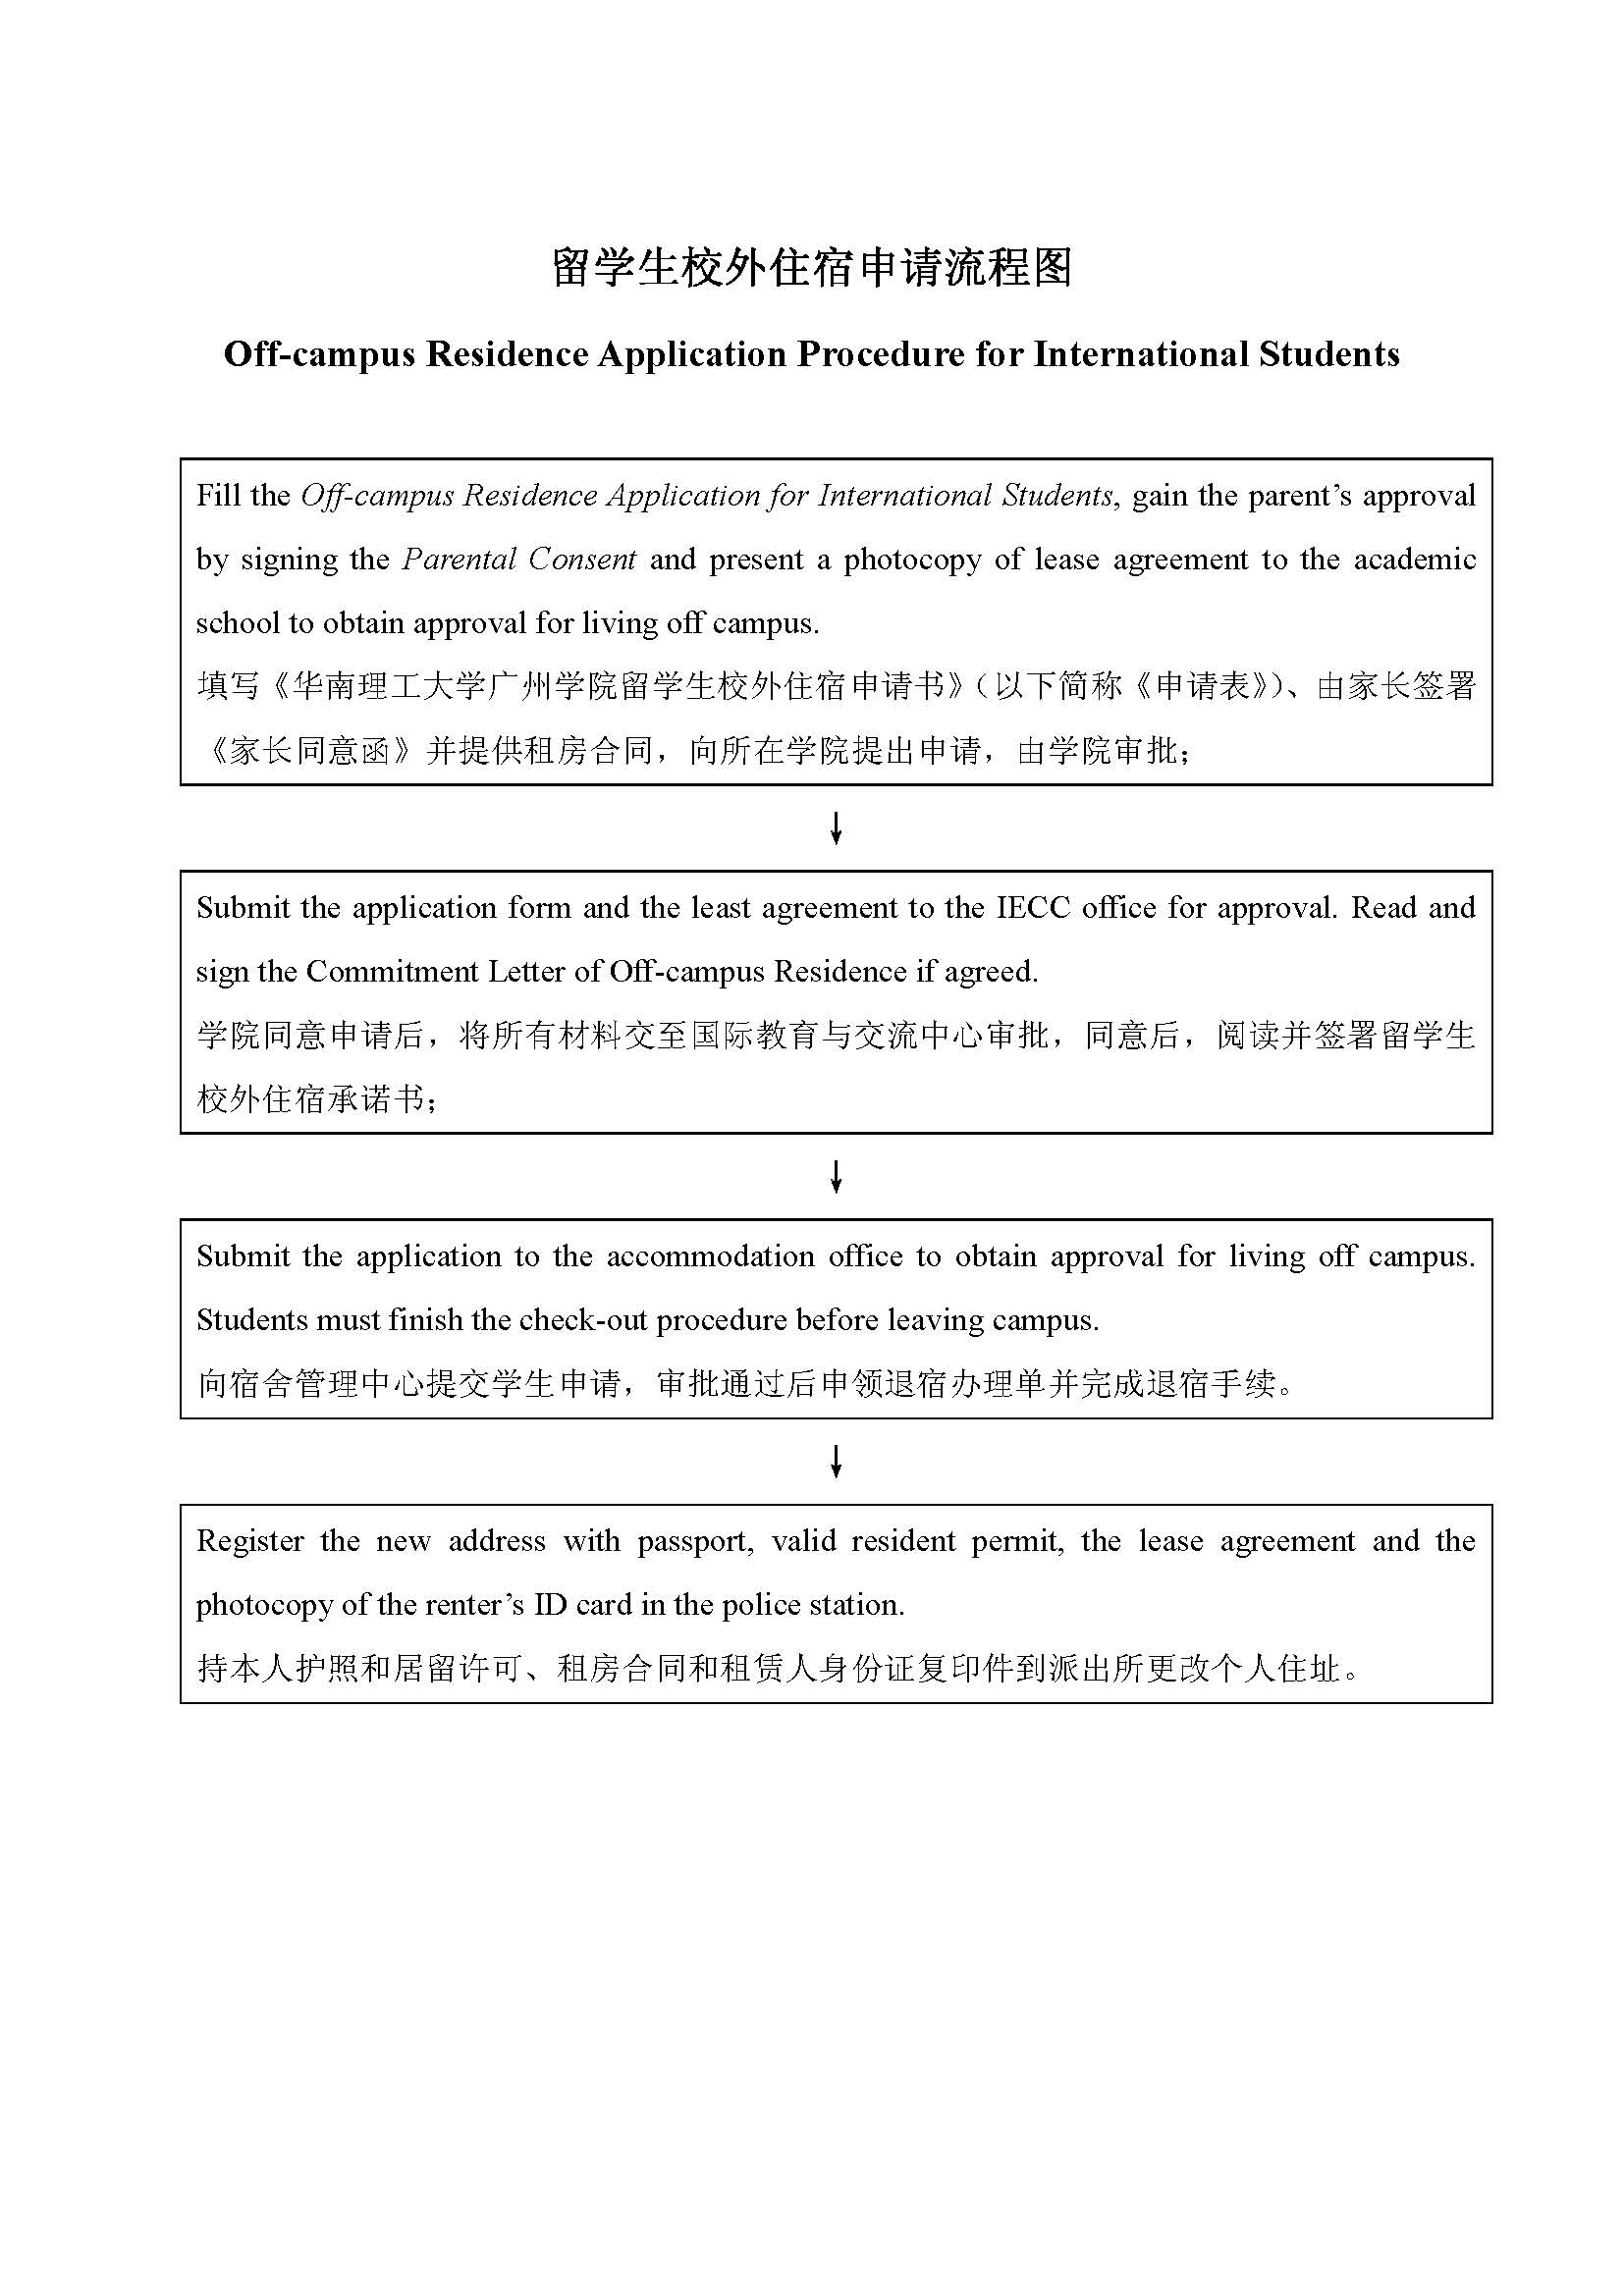 留学生校外住宿申请流程图
Off-campus Residence Application Procedure for International Students
Fill the Off-campus Residence Application for International Students, gain the parent’s approval
by signing the Parental Consent and present a photocopy of lease agreement to the academic
school to obtain approval for living off campus.
填写《华南理工大学广州学院留学生校外住宿申请书》（以下简称《申请表》）、由家长签署
《家长同意函》并提供租房合同，向所在学院提出申请，由学院审批；
↓
Submit the application form and the least agreement to the IECC office for approval. Read and
sign the Commitment Letter of Off-campus Residence if agreed.
学院同意申请后，将所有材料交至国际教育与交流中心审批，同意后，阅读并签署留学生
校外住宿承诺书；
↓
Submit the application to the accommodation office to obtain approval for living off campus.
Students must finish the check-out procedure before leaving campus.
向宿舍管理中心提交学生申请，审批通过后申领退宿办理单并完成退宿手续。
↓
Register the new address with passport, valid resident permit, the lease agreement and the
photocopy of the renter’s ID card in the police station.
持本人护照和居留许可、租房合同和租赁人身份证复印件到派出所更改个人住址。